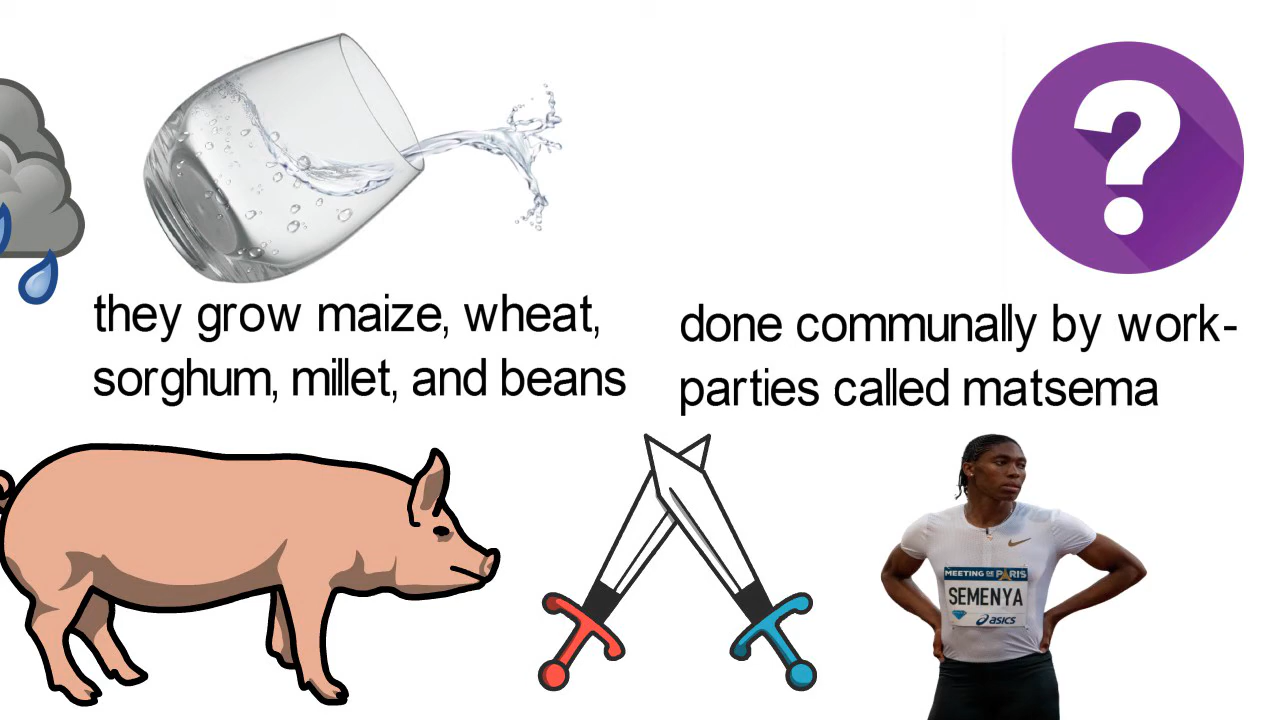 they grow maize, wheat,
sorghum, millet, and beans
done communally by work-
parties called matsema
MEETING DE PARIS
SEMENYA
asics